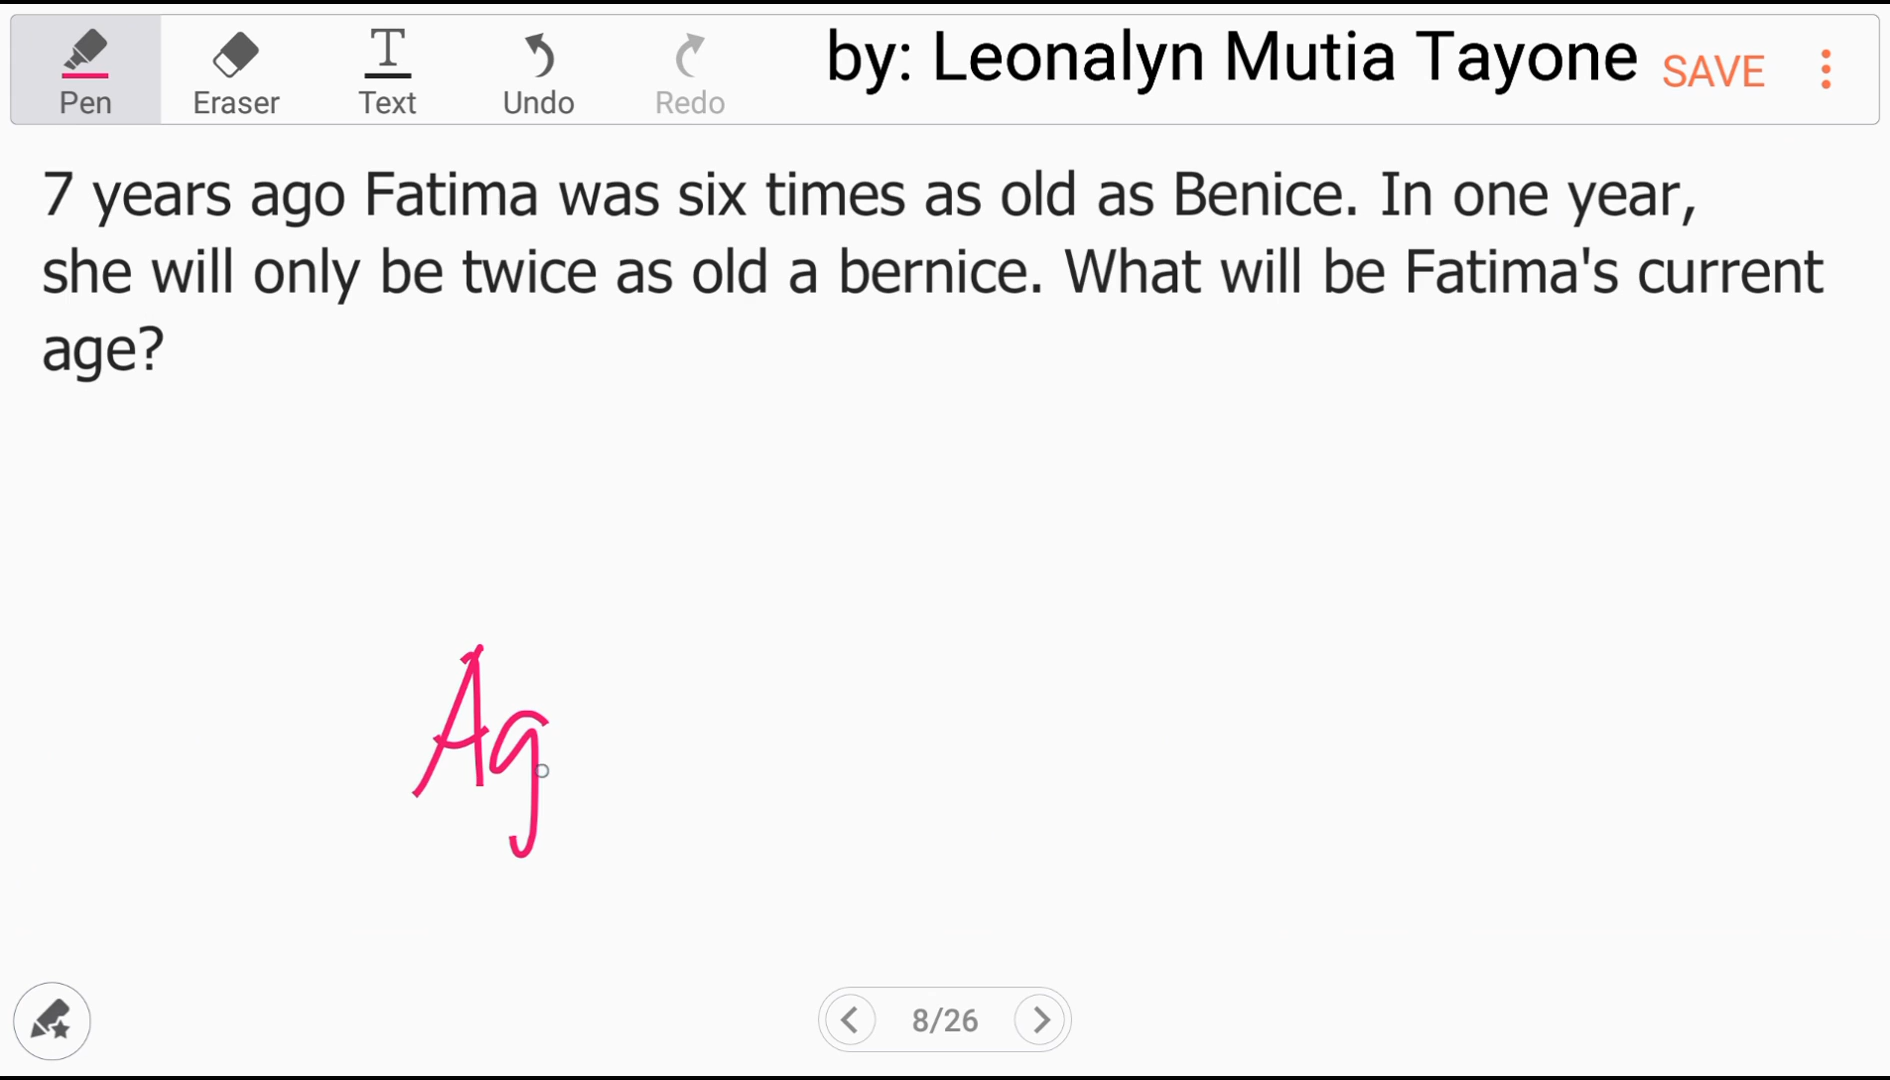 by: Leonalyn Mutia Tayone
SAVE
Pen
Eraser
Text
Undo
Redo
7 years ago Fatima was six times as old as Benice. In one year,
she will only be twice as old a bernice. What will be Fatima's current
age?
Ag
8/26